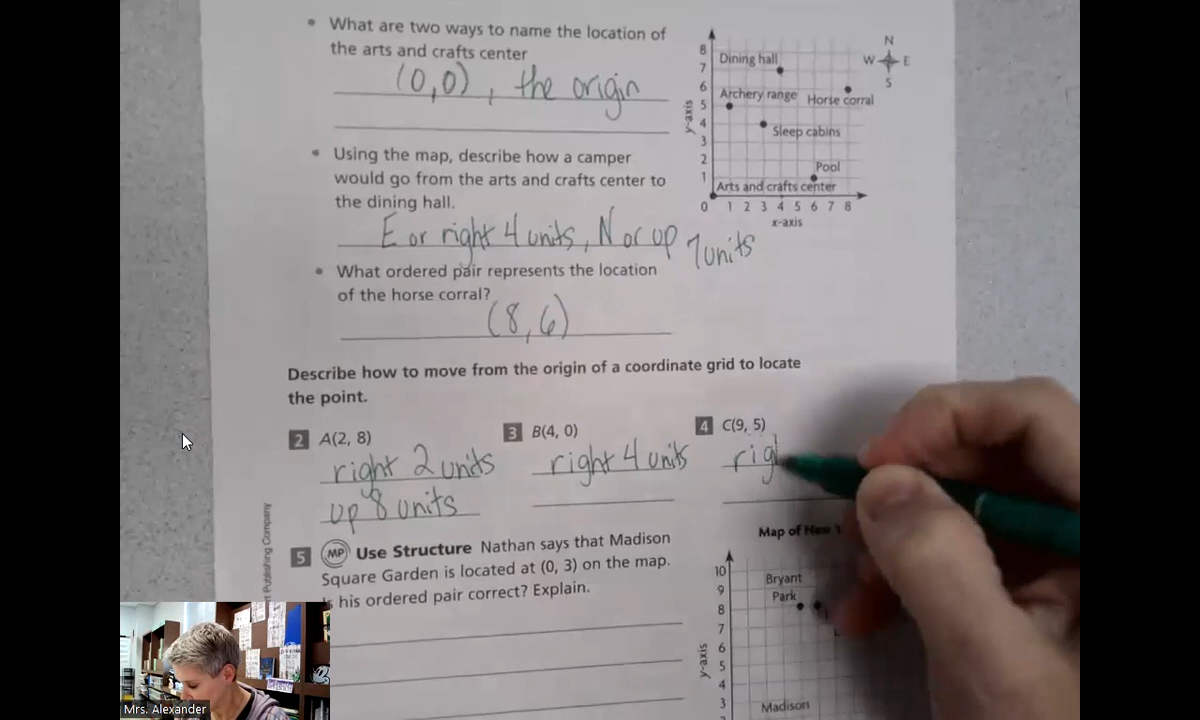 What are two ways to name the location of
the arts and crafts center
(0,0), the origin
Using the map, describe how a camper
would go from the arts and crafts center to
the dining hall.
E or right 4 units, N or up 7 units
What ordered pair represents the location
of the horse corral?
(8,6)
8
7
6
5
4
3
2
1
0 1 2 3 4 5 6 7 8
y-axis
x-axis
Dining hall
Archery range
Horse corral
Sleep cabins
Pool
Arts and crafts center
N
W E
S
Describe how to move from the origin of a coordinate grid to locate
the point.
2 A(2, 8)
right 2 units
up 8 units
3 B(4, 0)
right 4 units
4 C(9, 5)
rig
5 MP Use Structure Nathan says that Madison
Square Garden is located at (0, 3) on the map.
his ordered pair correct? Explain.
Map of New
10
9
8
7
6
5
4
3
y-axis
Bryant
Park
Madison
Publishing Company
Mrs. Alexander